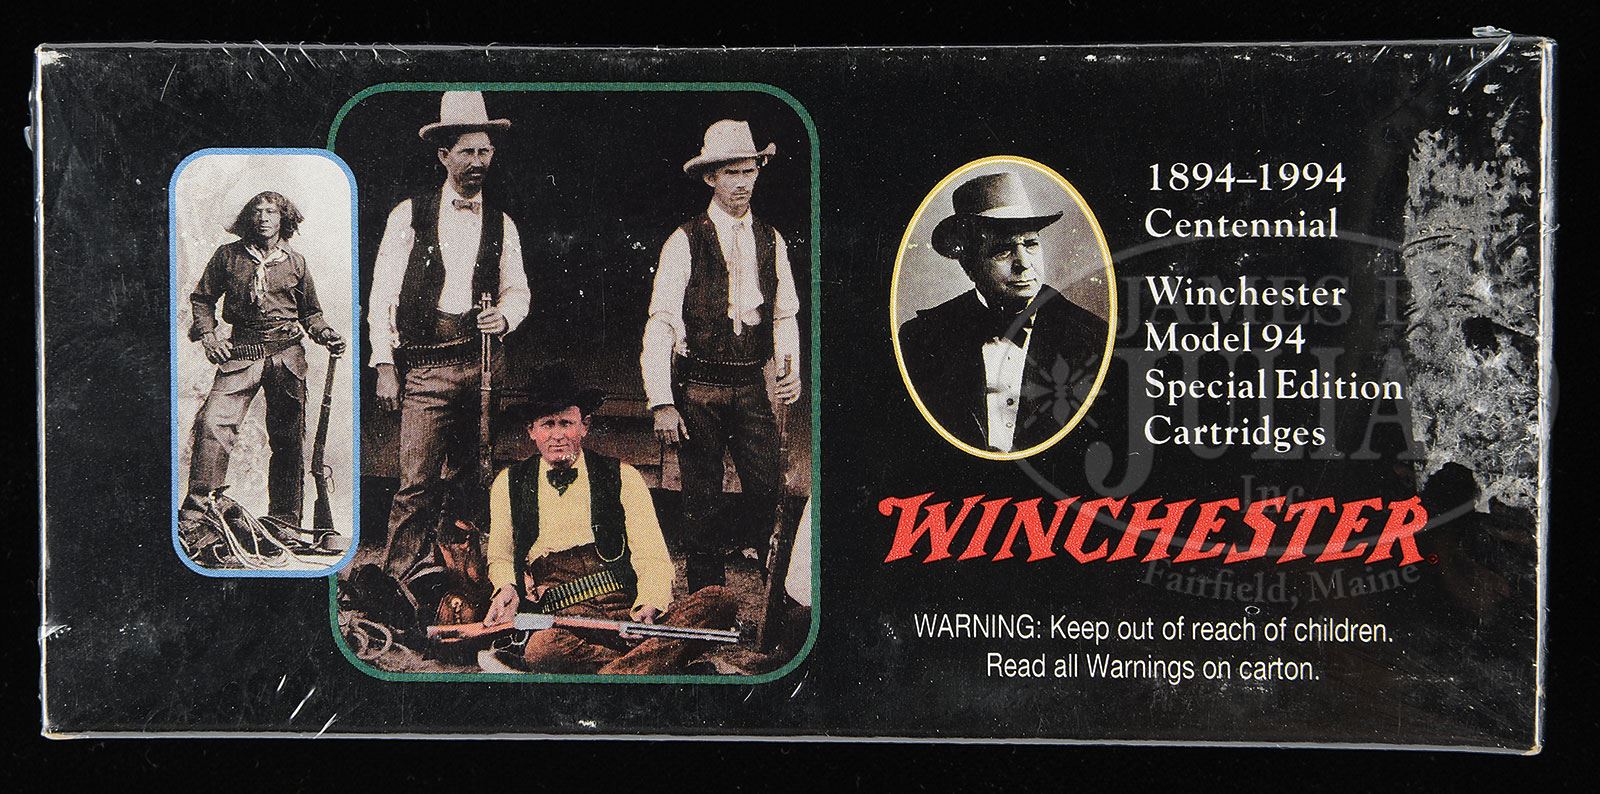 1894–1994
Centennial
Winchester
Model 94
Special Edition
Cartridges
WINCHESTER®
WARNING: Keep out of reach of children.
Read all Warnings on carton.
JAMES D.
JULIA
Inc.
Fairfield, Maine